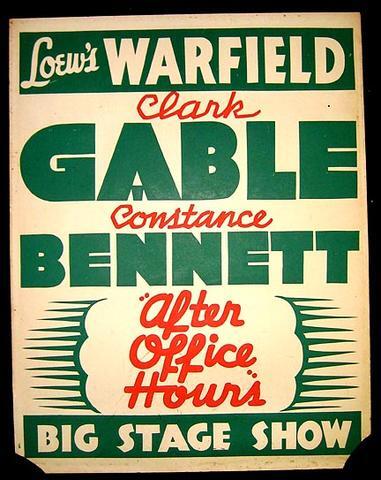 Loew's WARFIELD
Clark
GABLE
Constance
BENNETT
"After
Office
Hours"
BIG STAGE SHOW